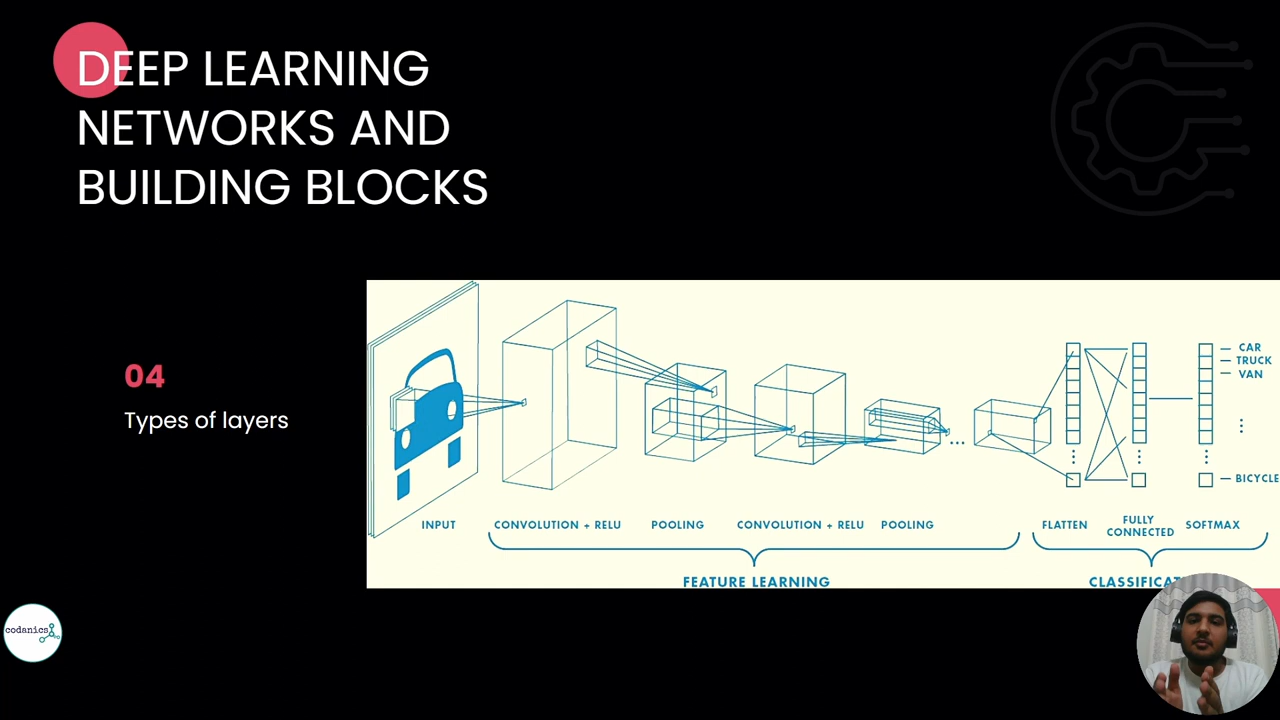 DEEP LEARNING
NETWORKS AND
BUILDING BLOCKS
04
Types of layers
CAR
TRUCK
VAN
BICYCLE
INPUT
CONVOLUTION + RELU
POOLING
CONVOLUTION + RELU
POOLING
FLATTEN
FULLY
CONNECTED
SOFTMAX
FEATURE LEARNING
CLASSIFICAT
codanics